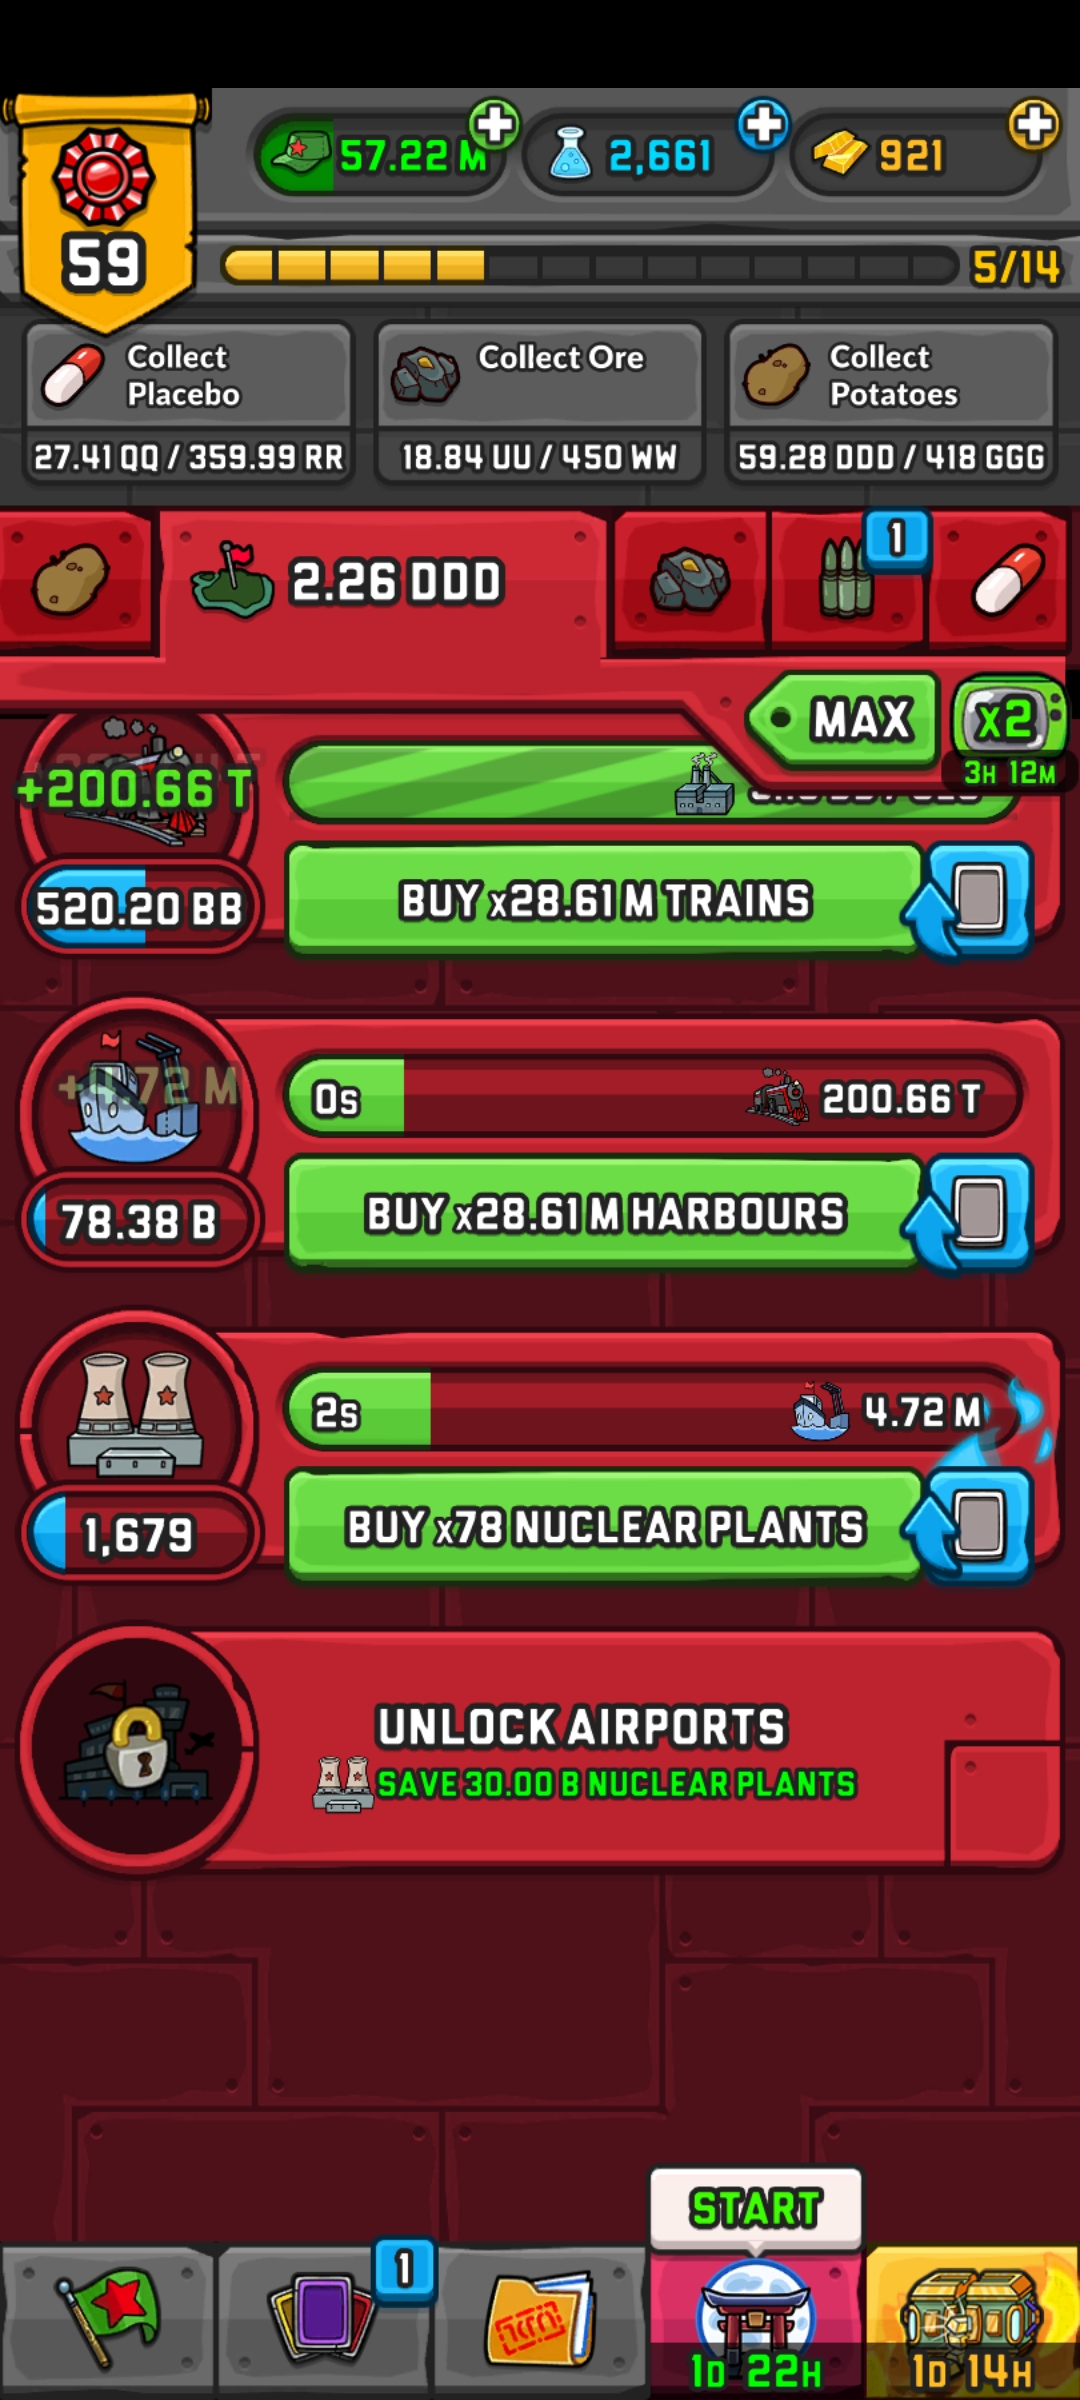 57.22 M
2,661
921
59
5/14
Collect
Placebo
27.41 QQ / 359.99 RR
Collect Ore
18.84 UU / 450 WW
Collect
Potatoes
59.28 DDD / 418 GGG
2.26 DDD
1
MAX
x2
3H 12M
+200.66 T
520.20 BB
BUY x28.61 M TRAINS
0s
200.66 T
78.38 B
BUY x28.61 M HARBOURS
2s
4.72 M
1,679
BUY x78 NUCLEAR PLANTS
UNLOCK AIRPORTS
SAVE 30.00 B NUCLEAR PLANTS
START
1
1D 22H
1D 14H